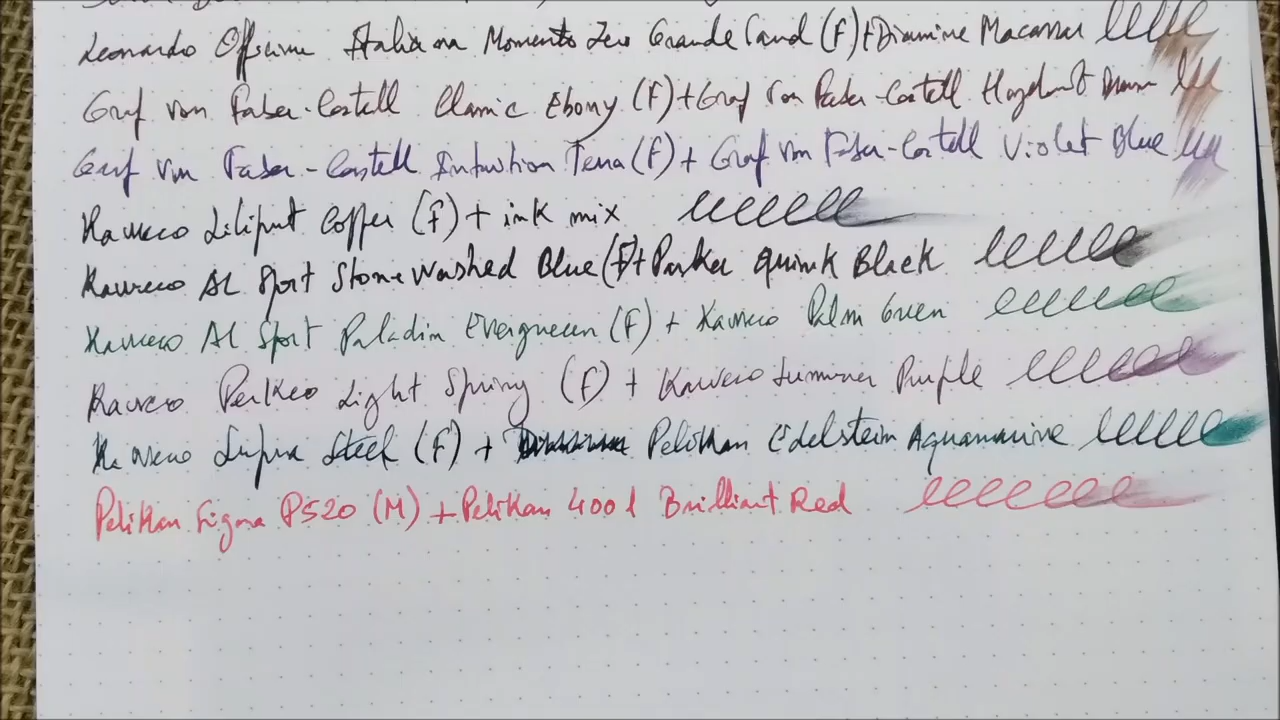 Leonardo Officina Italiana Momento Zero Grande Cand (F)+Diamine Macassar
Graf von Faber-Castell Classic Ebony (F)+Graf von Faber-Castell Hazelnut Brown
Graf von Faber-Castell Intuition Terra (F) + Graf von Faber-Castell Violet Blue
Kaweco Liliput Copper (F) + ink mix
Kaweco AL Sport Stonewashed Blue (F)+Parker Quink Black
Kaweco AL Sport Paladin Evergreen (F) + Kaweco Palm Green
Kaweco Perkeo Light Spring (F) + Kaweco Summer Purple
Kaweco Supra Steel (F) + Pelikan Edelstein Aquamarine
Pelikan Signa P520 (M) +Pelikan 4001 Brilliant Red